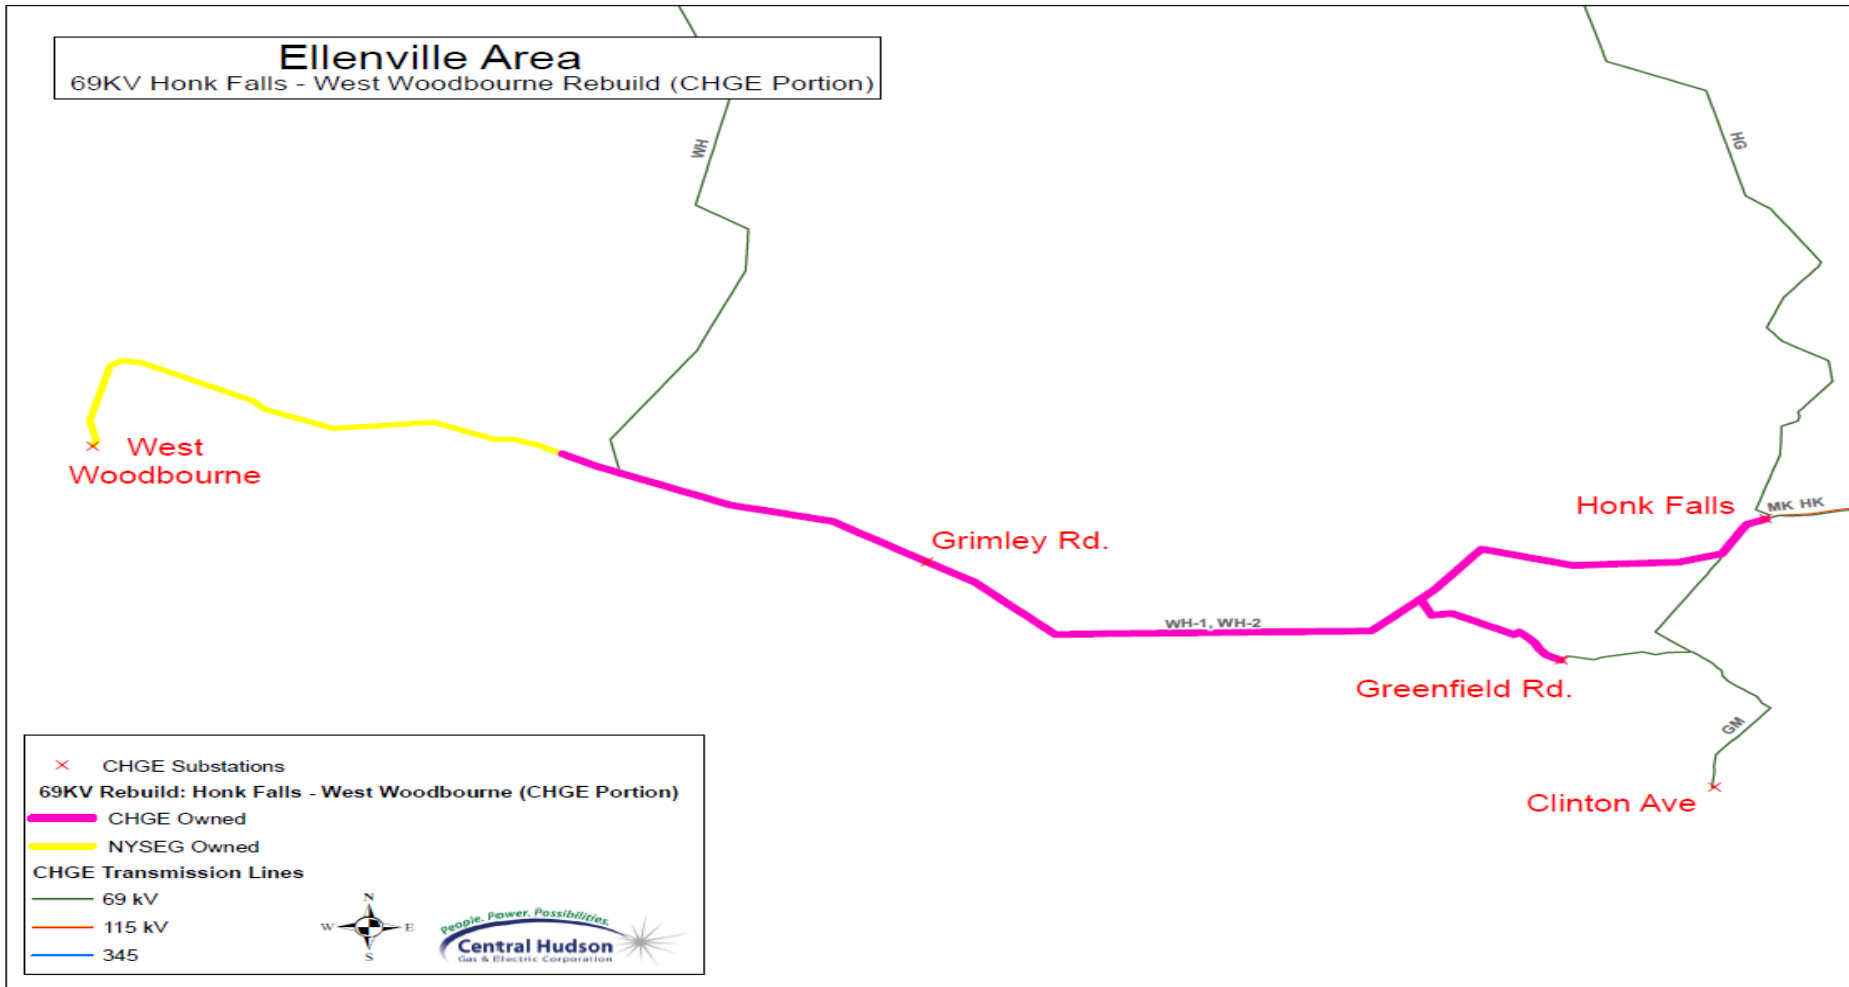 Ellenville Area
69KV Honk Falls - West Woodbourne Rebuild (CHGE Portion)
WH
HG
West
Woodbourne
Grimley Rd.
Honk Falls
MK HK
WH-1, WH-2
Greenfield Rd.
GM
Clinton Ave
CHGE Substations
69KV Rebuild: Honk Falls - West Woodbourne (CHGE Portion)
CHGE Owned
NYSEG Owned
CHGE Transmission Lines
69 kV
115 kV
345
N
W
E
S
People. Power. Possibilities.
Central Hudson
Gas & Electric Corporation